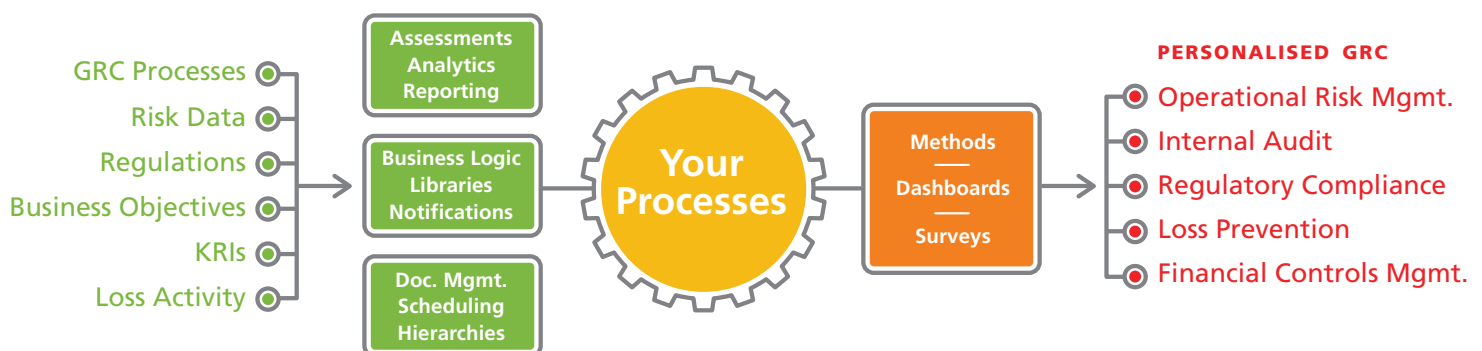 GRC Processes
Risk Data
Regulations
Business Objectives
KRIs
Loss Activity
Assessments
Analytics
Reporting
Business Logic
Libraries
Notifications
Doc. Mgmt.
Scheduling
Hierarchies
Your
Processes
Methods
Dashboards
Surveys
PERSONALISED GRC
Operational Risk Mgmt.
Internal Audit
Regulatory Compliance
Loss Prevention
Financial Controls Mgmt.